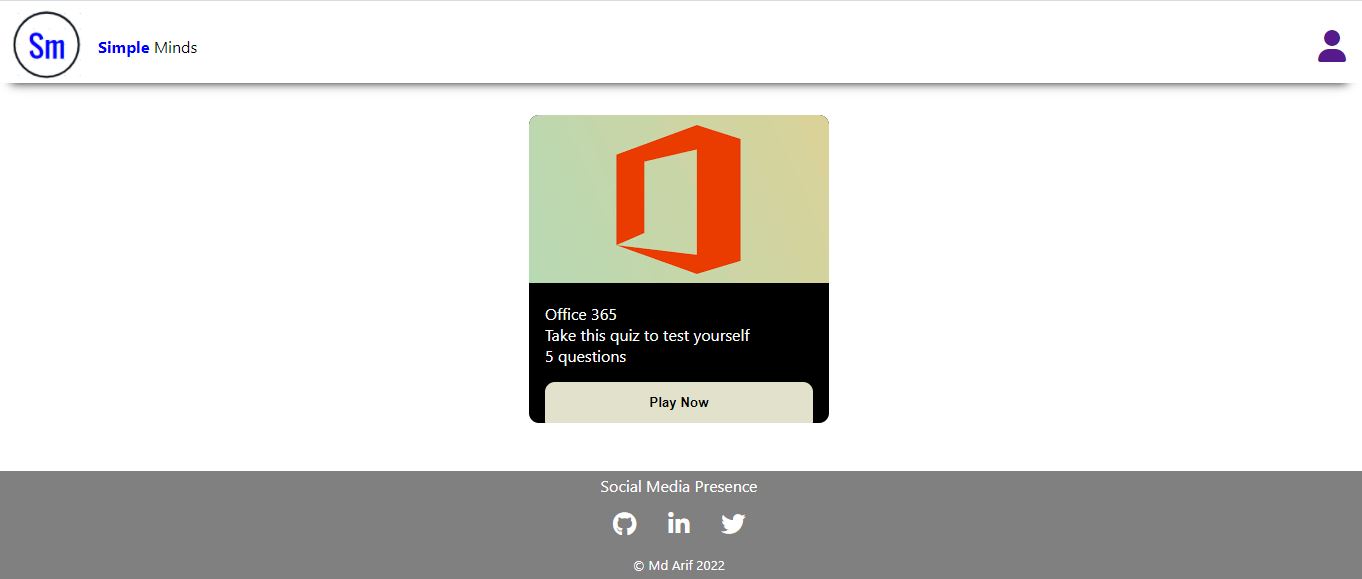 Sm
Simple Minds
Office 365
Take this quiz to test yourself
5 questions
Play Now
Social Media Presence
in
© Md Arif 2022